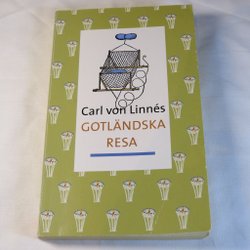 Carl von Linnés
GOTLÄNDSKA
RESA